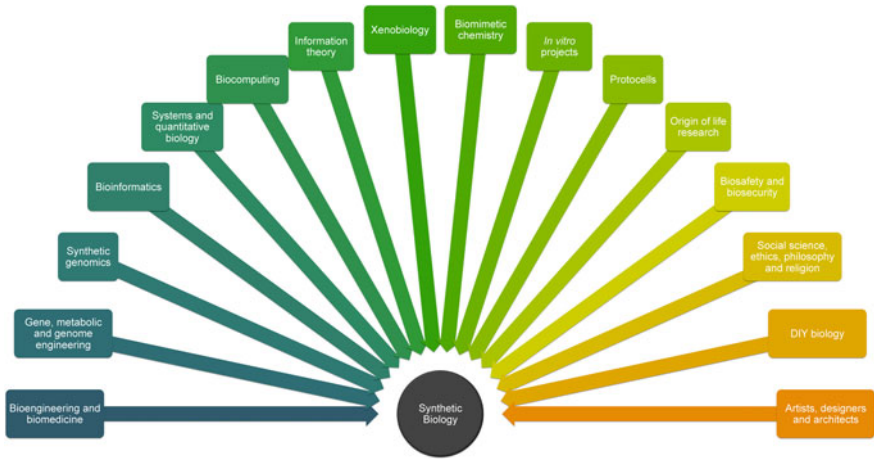 Xenobiology
Biomimetic
chemistry
Information
theory
In vitro
projects
Biocomputing
Protocells
Systems and
quantitative
biology
Origin of life
research
Bioinformatics
Biosafety and
biosecurity
Synthetic
genomics
Social science,
ethics, philosophy
and religion
Gene, metabolic
and genome
engineering
DIY biology
Bioengineering and
biomedicine
Synthetic
Biology
Artists, designers
and architects